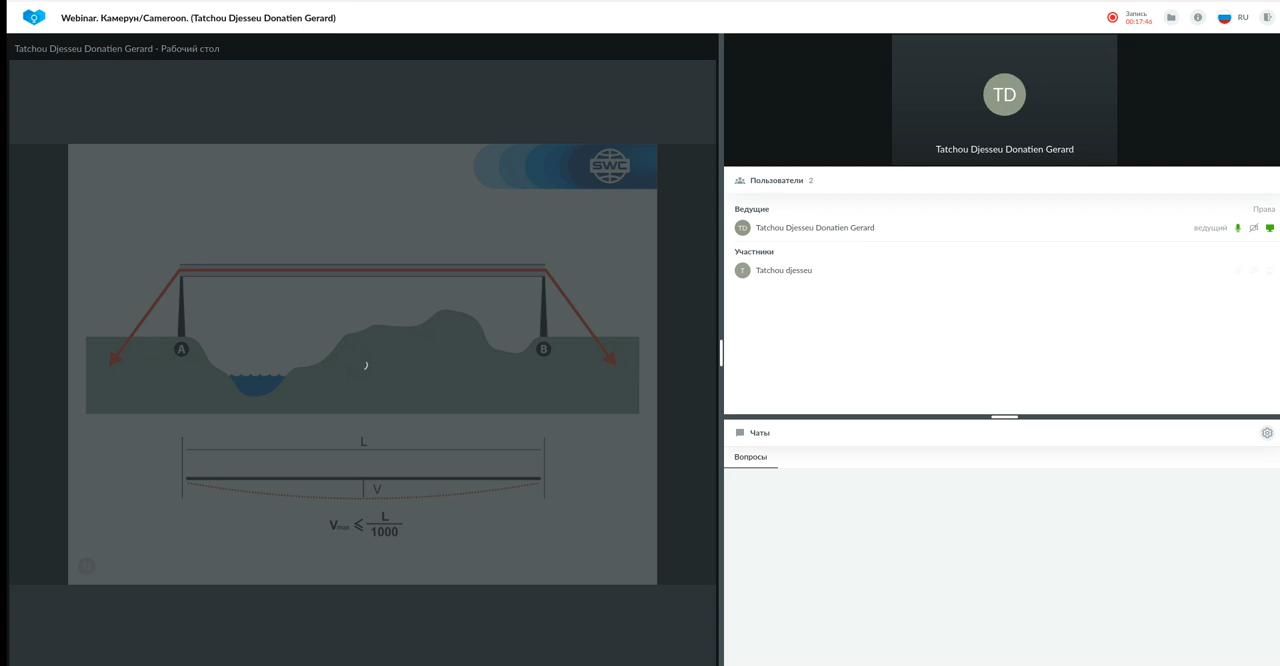 Webinar. Камерун/Cameroon. (Tatchou Djesseu Donatien Gerard)
Запись
00:17:46
RU
Tatchou Djesseu Donatien Gerard - Рабочий стол
SWC
A
B
L
V
Vmax ⩽ L
1000
TD
Tatchou Djesseu Donatien Gerard
Пользователи 2
Ведущие Права
TD Tatchou Djesseu Donatien Gerard ведущий
Участники
T Tatchou djesseu
Чаты
Вопросы